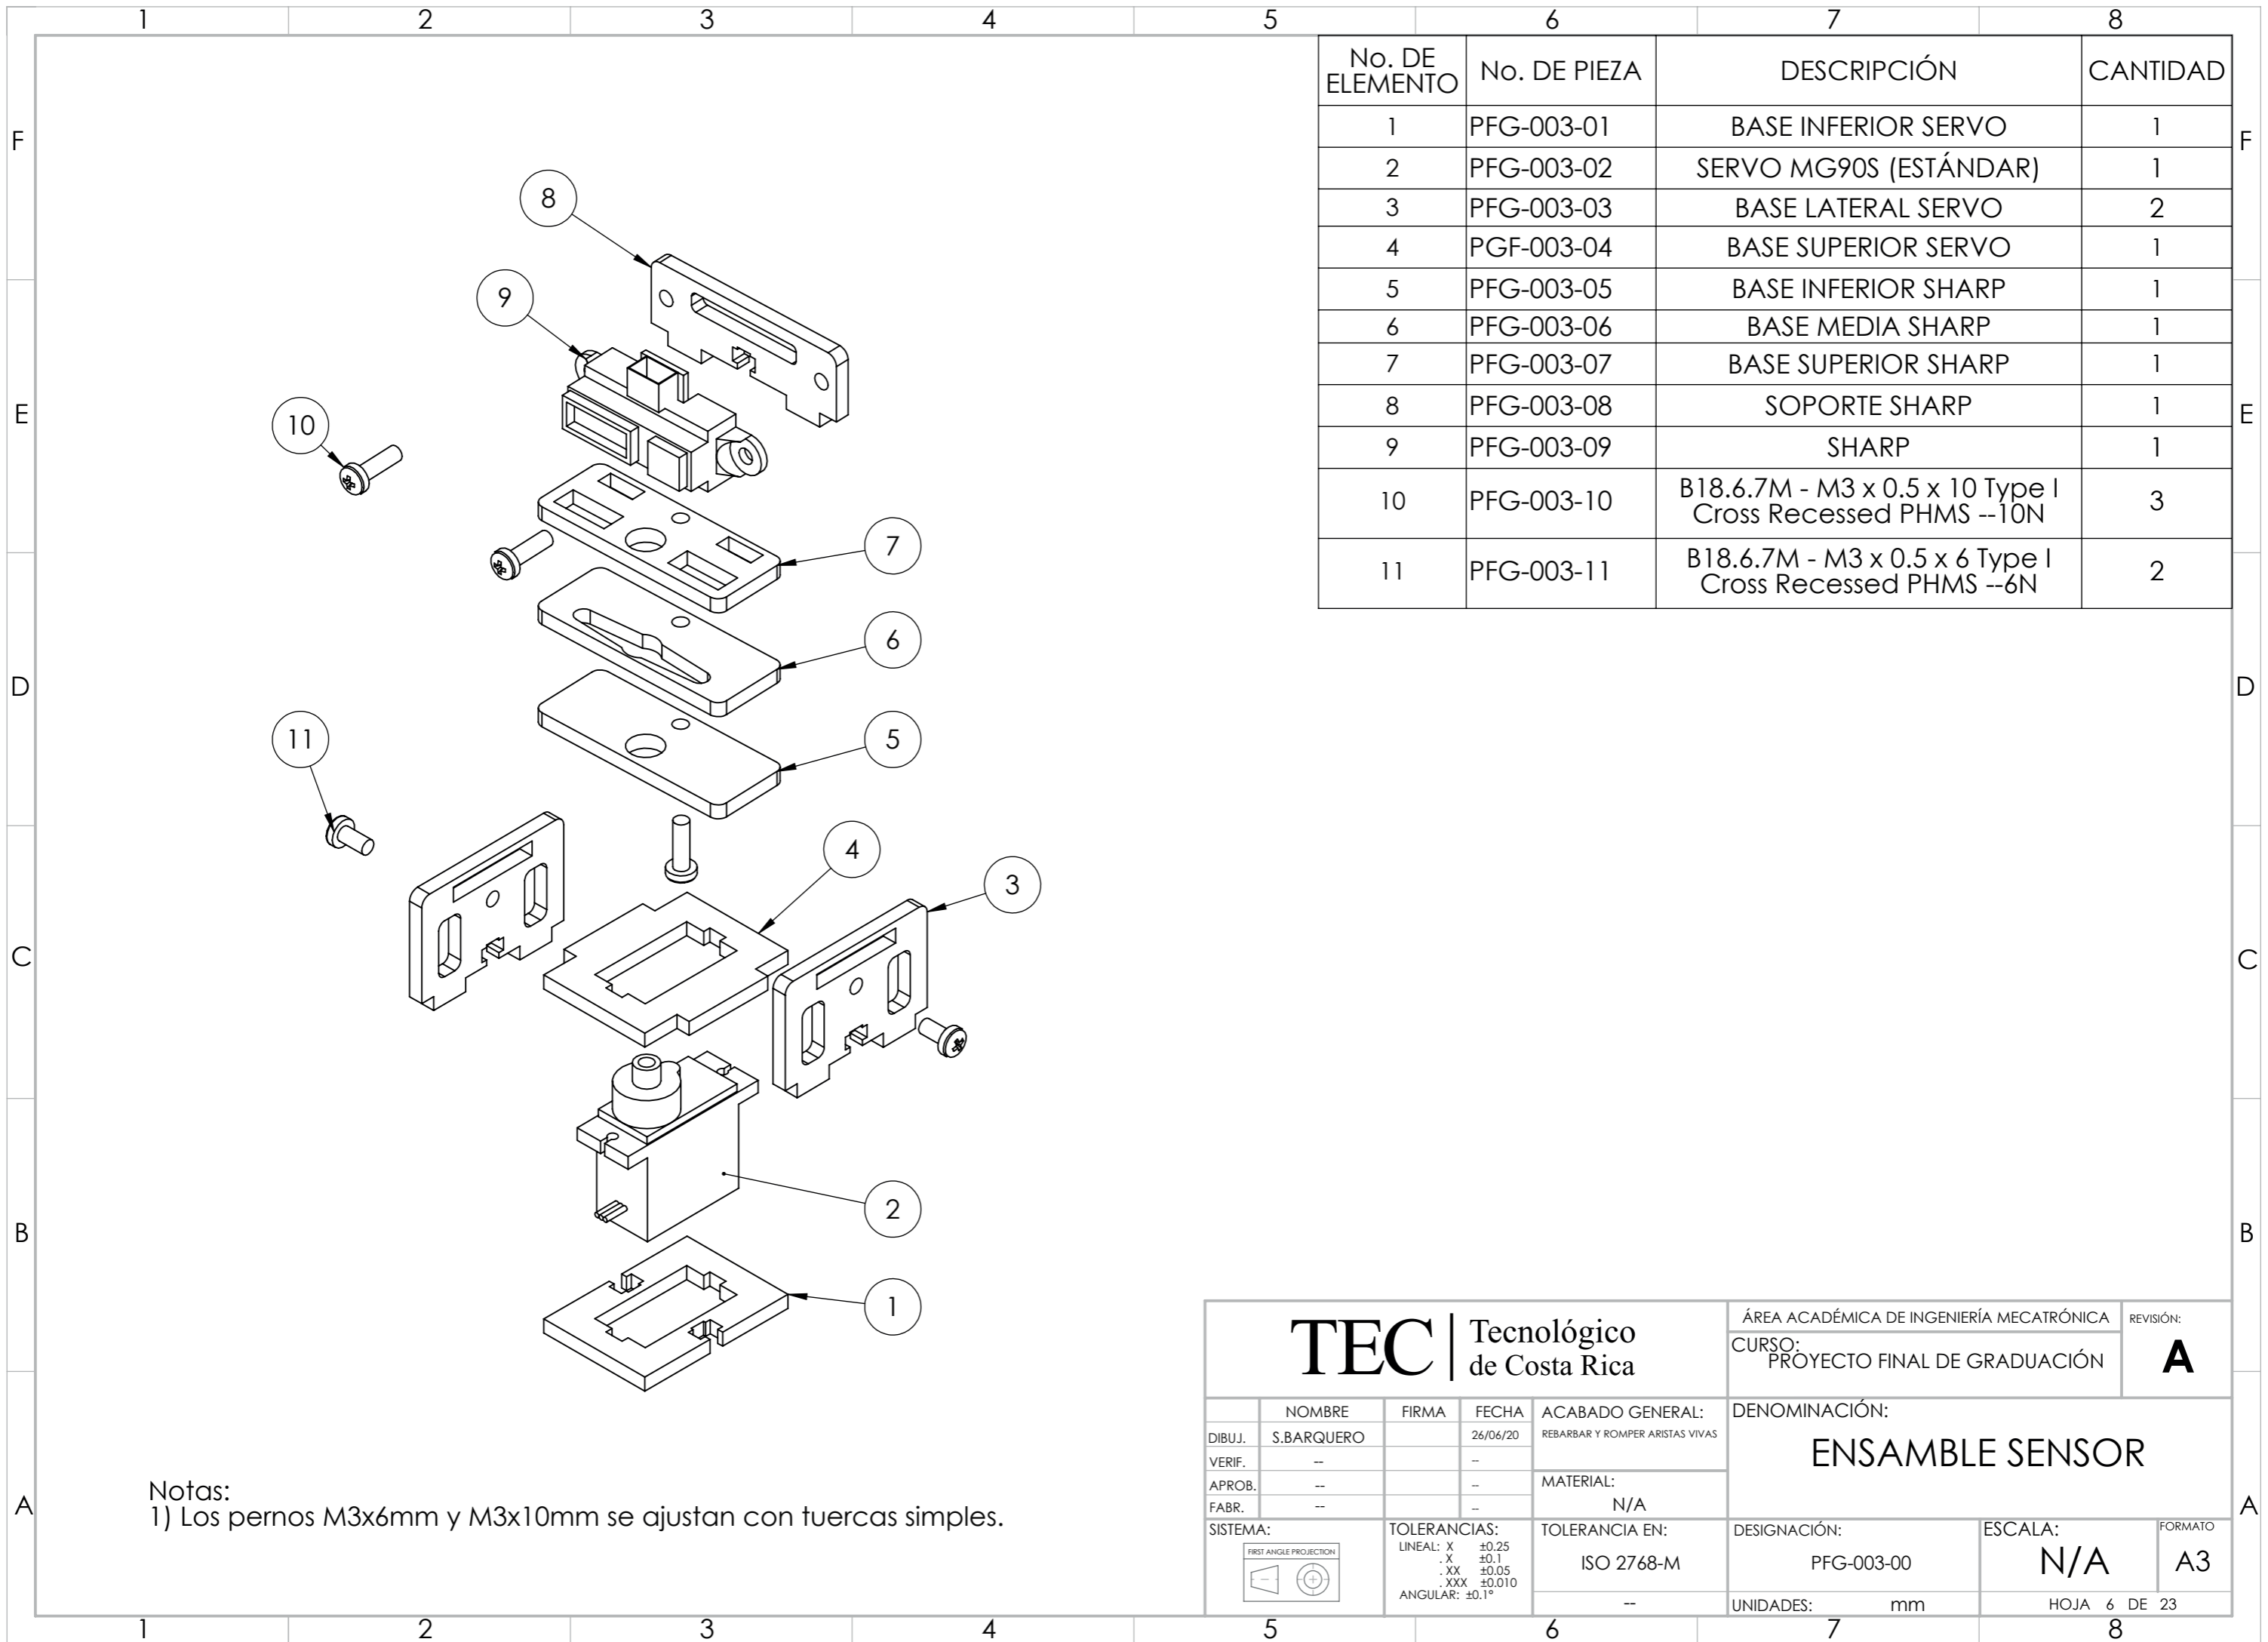 1 2 3 4 5 6 7 8
F
E
D
C
B
A
F
E
D
C
B
A
1 2 3 4 5 6 7 8
No. DE ELEMENTO No. DE PIEZA DESCRIPCIÓN CANTIDAD
1 PFG-003-01 BASE INFERIOR SERVO 1
2 PFG-003-02 SERVO MG90S (ESTÁNDAR) 1
3 PFG-003-03 BASE LATERAL SERVO 2
4 PGF-003-04 BASE SUPERIOR SERVO 1
5 PFG-003-05 BASE INFERIOR SHARP 1
6 PFG-003-06 BASE MEDIA SHARP 1
7 PFG-003-07 BASE SUPERIOR SHARP 1
8 PFG-003-08 SOPORTE SHARP 1
9 PFG-003-09 SHARP 1
10 PFG-003-10 B18.6.7M - M3 x 0.5 x 10 Type I Cross Recessed PHMS --10N 3
11 PFG-003-11 B18.6.7M - M3 x 0.5 x 6 Type I Cross Recessed PHMS --6N 2
8
9
10
7
6
11
5
4
3
2
1
Notas:
1) Los pernos M3x6mm y M3x10mm se ajustan con tuercas simples.
TEC Tecnológico
de Costa Rica
ÁREA ACADÉMICA DE INGENIERÍA MECATRÓNICA
CURSO:
PROYECTO FINAL DE GRADUACIÓN
REVISIÓN:
A
NOMBRE FIRMA FECHA
DIBUJ. S.BARQUERO 26/06/20
VERIF. -- --
APROB. -- --
FABR. -- --
ACABADO GENERAL:
REBARBAR Y ROMPER ARISTAS VIVAS
MATERIAL:
N/A
DENOMINACIÓN:
ENSAMBLE SENSOR
SISTEMA:
FIRST ANGLE PROJECTION
TOLERANCIAS:
LINEAL: X ±0.25
.X ±0.1
.XX ±0.05
.XXX ±0.010
ANGULAR: ±0.1°
TOLERANCIA EN:
ISO 2768-M
--
DESIGNACIÓN:
PFG-003-00
UNIDADES: mm
ESCALA:
N/A
FORMATO
A3
HOJA 6 DE 23